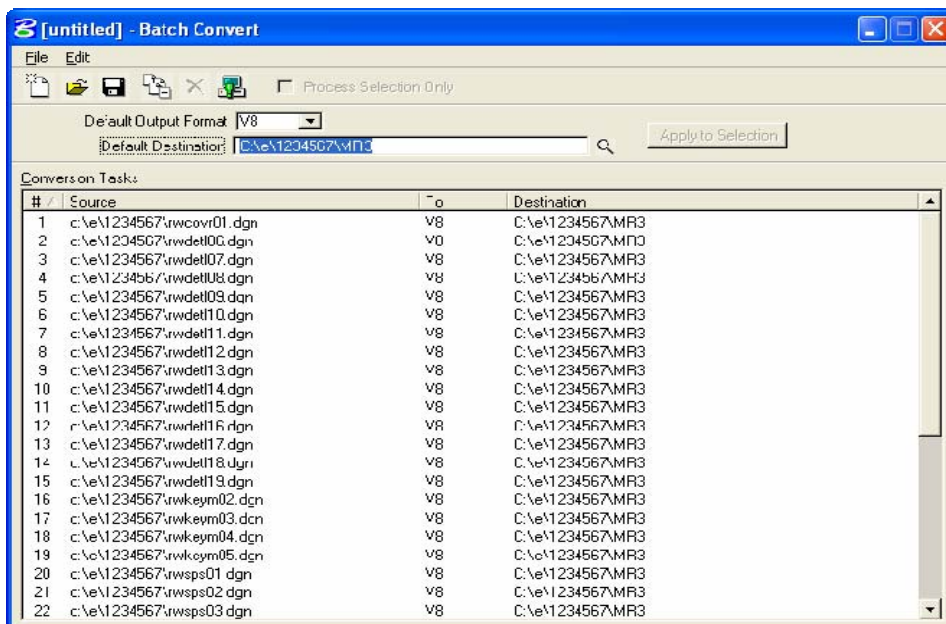 [untitled] - Batch Convert
File Edit
Process Selection Only
Default Output Format V8
Default Destination C:\e\1234567\MR3
Apply to Selection
Conversion Tasks
# Source To Destination
1 c:\e\1234567\rwcovr01.dgn V8 C:\e\1234567\MR3
2 c:\e\1234567\rwdetl06.dgn V8 C:\e\1234567\MR3
3 c:\e\1234567\rwdetl07.dgn V8 C:\e\1234567\MR3
4 c:\e\1234567\rwdetl08.dgn V8 C:\e\1234567\MR3
5 c:\e\1234567\rwdetl09.dgn V8 C:\e\1234567\MR3
6 c:\e\1234567\rwdetl10.dgn V8 C:\e\1234567\MR3
7 c:\e\1234567\rwdetl11.dgn V8 C:\e\1234567\MR3
8 c:\e\1234567\rwdetl12.dgn V8 C:\e\1234567\MR3
9 c:\e\1234567\rwdetl13.dgn V8 C:\e\1234567\MR3
10 c:\e\1234567\rwdetl14.dgn V8 C:\e\1234567\MR3
11 c:\e\1234567\rwdetl15.dgn V8 C:\e\1234567\MR3
12 c:\e\1234567\rwdetl16.dgn V8 C:\e\1234567\MR3
13 c:\e\1234567\rwdetl17.dgn V8 C:\e\1234567\MR3
14 c:\e\1234567\rwdetl18.dgn V8 C:\e\1234567\MR3
15 c:\e\1234567\rwdetl19.dgn V8 C:\e\1234567\MR3
16 c:\e\1234567\rwkeym02.dgn V8 C:\e\1234567\MR3
17 c:\e\1234567\rwkeym03.dgn V8 C:\e\1234567\MR3
18 c:\e\1234567\rwkeym04.dgn V8 C:\e\1234567\MR3
19 c:\e\1234567\rwkeym05.dgn V8 C:\e\1234567\MR3
20 c:\e\1234567\rwsps01.dgn V8 C:\e\1234567\MR3
21 c:\e\1234567\rwsps02.dgn V8 C:\e\1234567\MR3
22 c:\e\1234567\rwsps03.dgn V8 C:\e\1234567\MR3